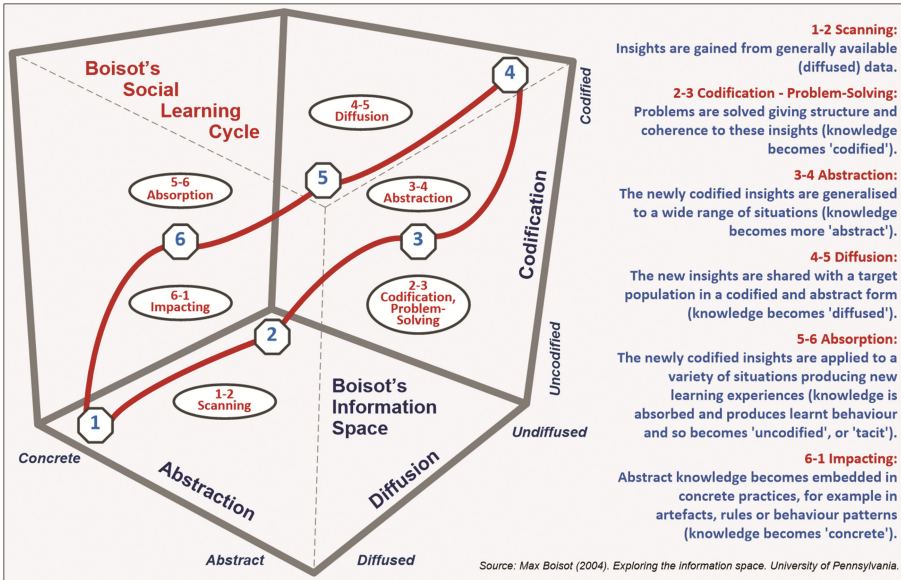 Boisot's
Social
Learning
Cycle
4-5
Diffusion
4
Codified
5-6
Absorption
5
3-4
Abstraction
6
3
Codification
6-1
Impacting
2-3
Codification,
Problem-
Solving
2
Uncodified
1-2
Scanning
Boisot's
Information
Space
1
Undiffused
Concrete
Abstraction
Diffusion
Abstract
Diffused
1-2 Scanning:
Insights are gained from generally available
(diffused) data.
2-3 Codification - Problem-Solving:
Problems are solved giving structure and
coherence to these insights (knowledge
becomes 'codified').
3-4 Abstraction:
The newly codified insights are generalised
to a wide range of situations (knowledge
becomes more 'abstract').
4-5 Diffusion:
The new insights are shared with a target
population in a codified and abstract form
(knowledge becomes 'diffused').
5-6 Absorption:
The newly codified insights are applied to a
variety of situations producing new
learning experiences (knowledge is
absorbed and produces learnt behaviour
and so becomes 'uncodified', or 'tacit').
6-1 Impacting:
Abstract knowledge becomes embedded in
concrete practices, for example in
artefacts, rules or behaviour patterns
(knowledge becomes 'concrete').
Source: Max Boisot (2004). Exploring the information space. University of Pennsylvania.